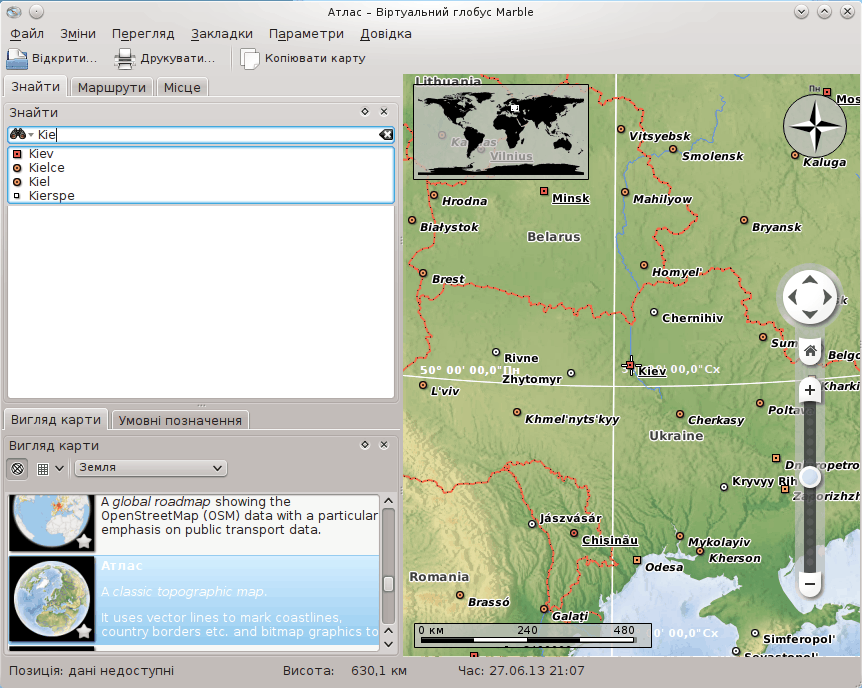 Атлас – Віртуальний глобус Marble
Файл Зміни Перегляд Закладки Параметри Довідка
Відкрити... Друкувати... Копіювати карту
Знайти Маршрути Місце
Знайти
Kie
Kiev
Kielce
Kiel
Kierspe
Вигляд карти Умовні позначення
Вигляд карти
Земля
A global roadmap showing the
OpenStreetMap (OSM) data with a particular
emphasis on public transport data.
Атлас
A classic topographic map.
It uses vector lines to mark coastlines,
country borders etc. and bitmap graphics to
Lithuania
Пн
Mos
Vitsyebsk
Smolensk
Kaluga
Vilnius
Hrodna
Minsk
Mahilyow
Białystok
Belarus
Bryansk
Brest
Homyel'
sk
Chernihiv
Sum
Belgo
Rivne
Zhytomyr
50° 00' 00,0"Пн
Kiev
00,0"Сх
Kharki
L'viv
Khmel'nyts'kyy
Cherkasy
Poltav
Ukraine
Dnepropetro
Kryvyy Rih
Zaporizhzh
Jászvásár
Chișinău
Mykolayiv
Kherson
Odesa
Romania
Brassó
Galați
0 км 240 480
0' 00,0"Сх
Simferopol'
Sevastopol'
Позиція: дані недоступні Висота: 630,1 км Час: 27.06.13 21:07